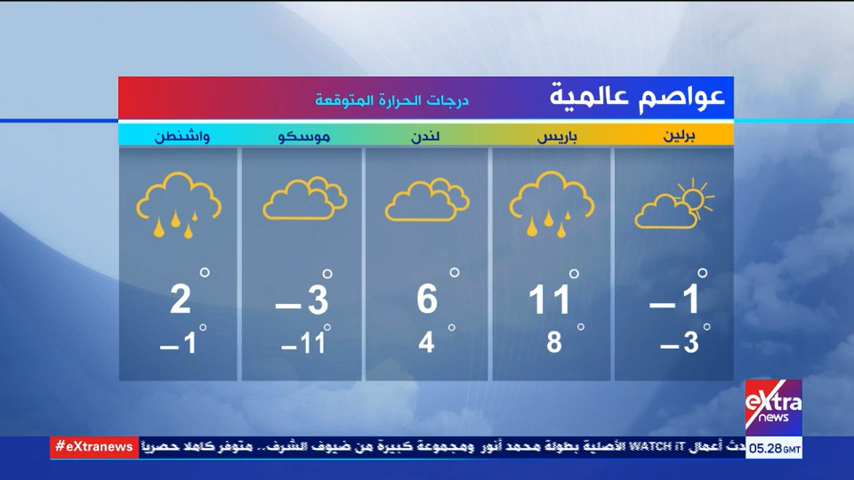 عواصم عالمية
درجات الحرارة المتوقعة
برلين باريس لندن موسكو واشنطن
–1° 11° 6° –3° 2°
–3° 8° 4° –11° –1°
eXtra
news
05.28 GMT
#eXtranews
دث أعمال WATCH iT الأصلية بطولة محمد أنور ومجموعة كبيرة من ضيوف الشرف.. متوفر كاملا حصريا